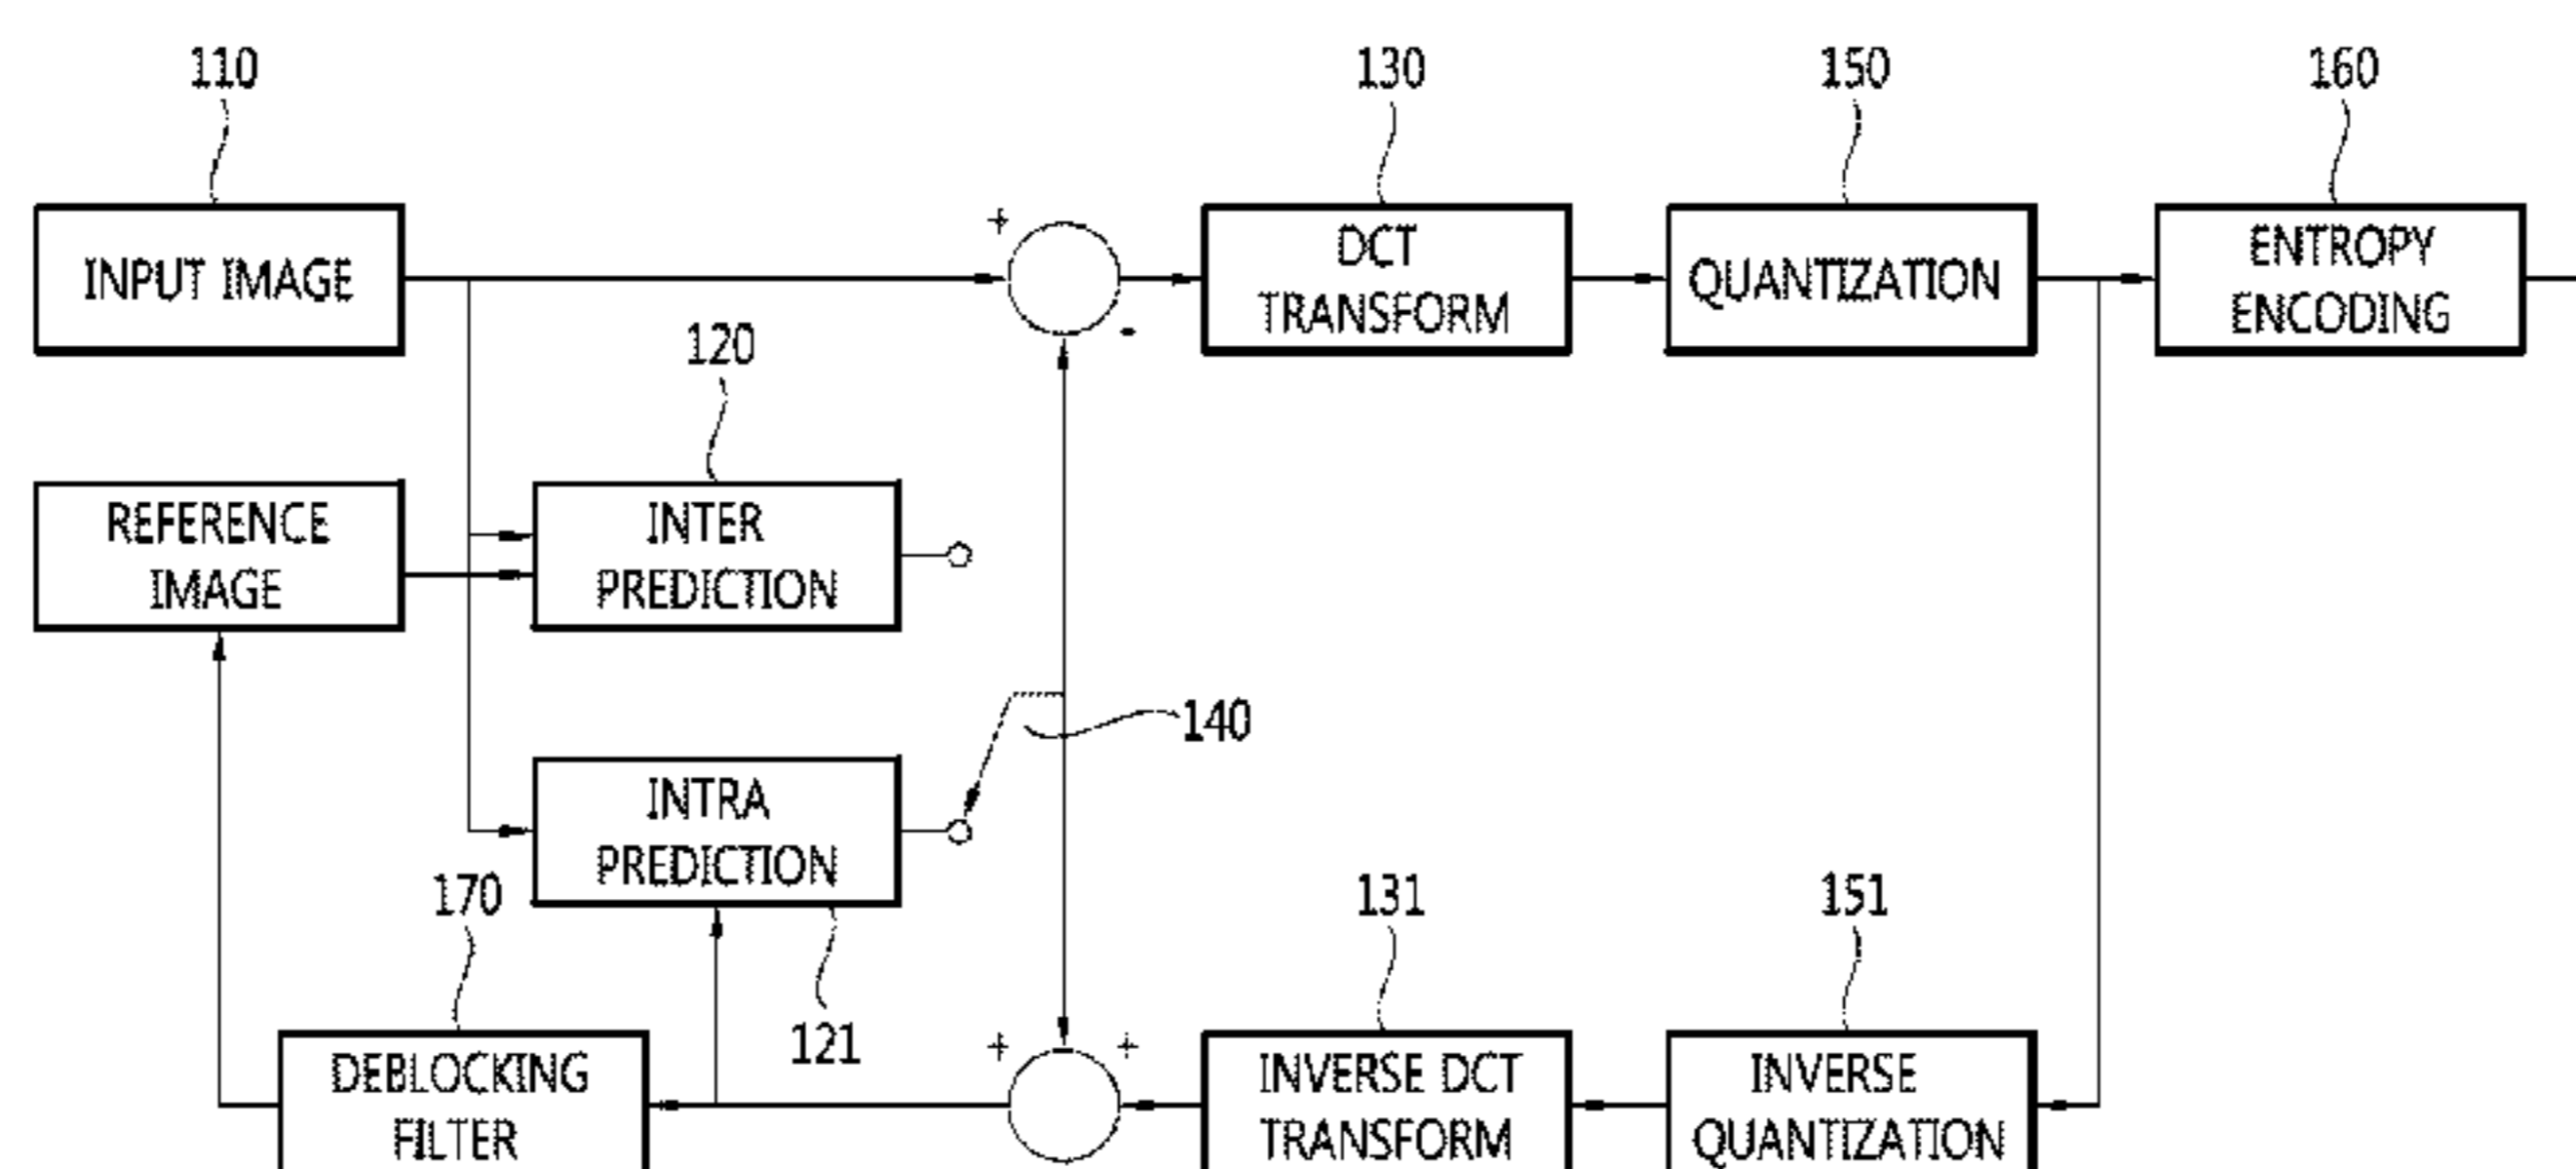 110
130
150
160
+
INPUT IMAGE
DCT
TRANSFORM
QUANTIZATION
ENTROPY
ENCODING
-
120
REFERENCE
IMAGE
INTER
PREDICTION
140
INTRA
PREDICTION
170
131
151
121
+
+
DEBLOCKING
FILTER
INVERSE DCT
TRANSFORM
INVERSE
QUANTIZATION